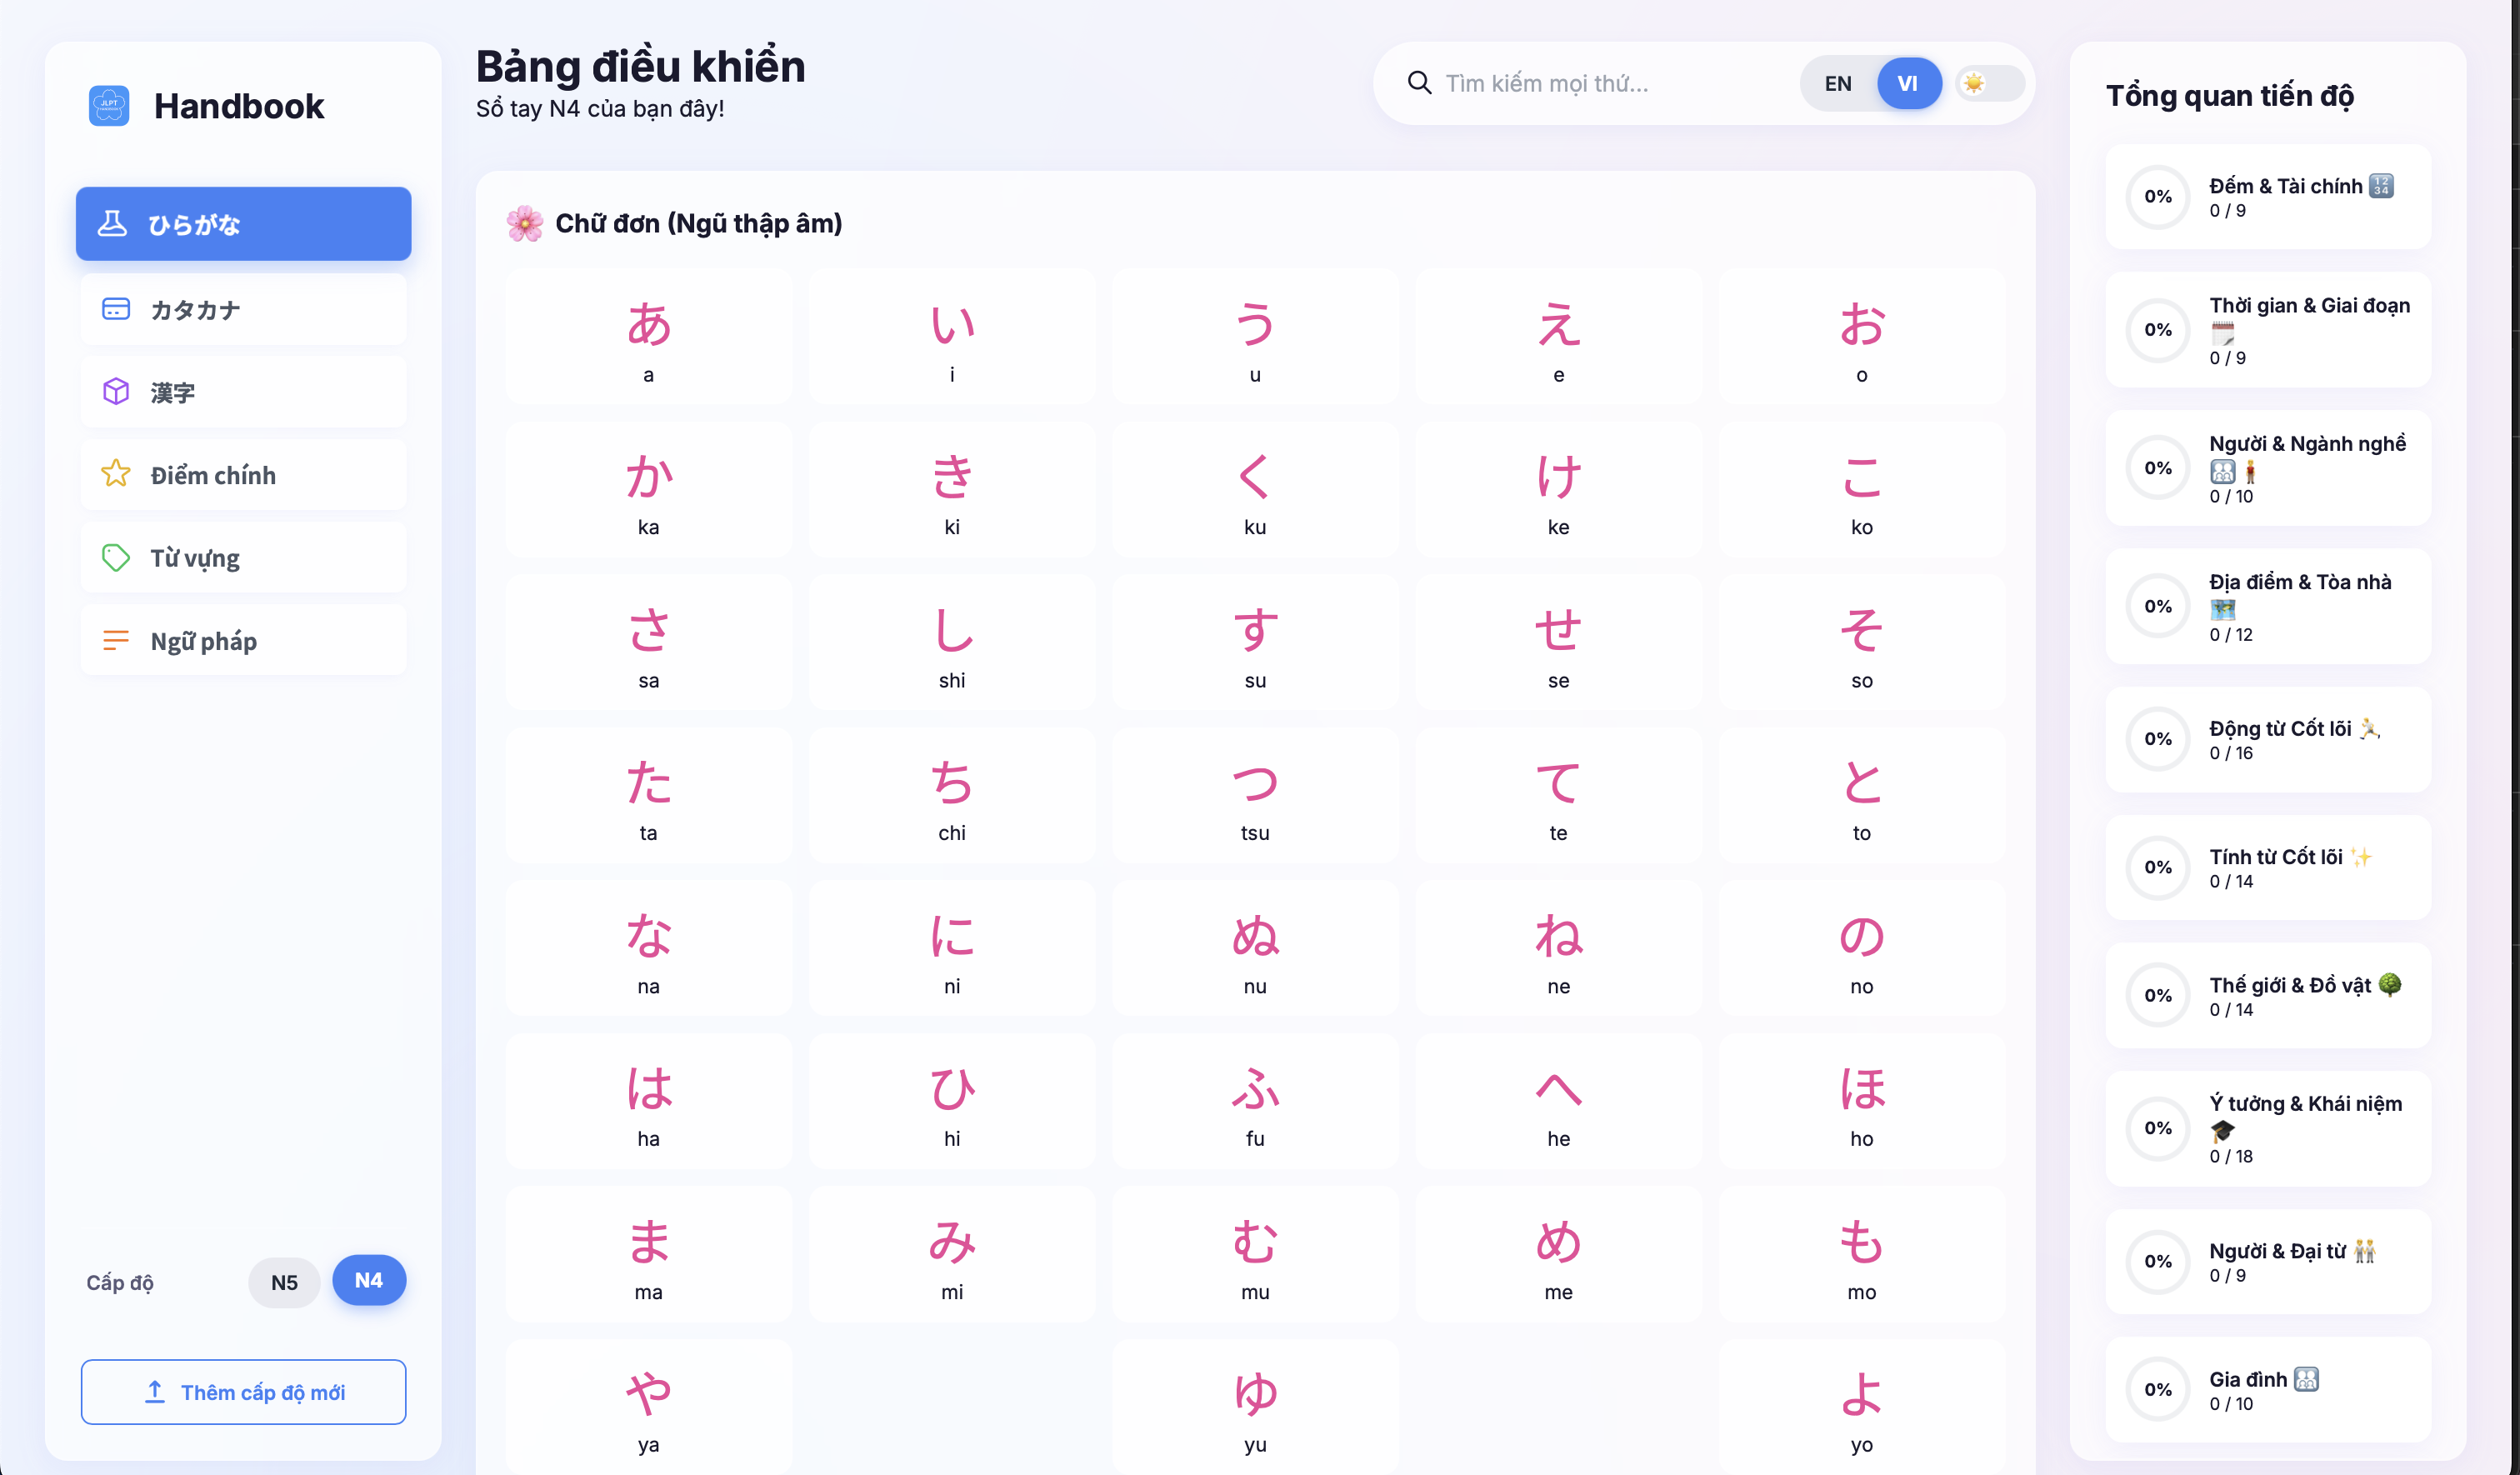 Handbook
ひらがな
カタカナ
漢字
Điểm chính
Từ vựng
Ngữ pháp
Cấp độ
N5
N4
Thêm cấp độ mới
Bảng điều khiển
Sổ tay N4 của bạn đây!
Tìm kiếm mọi thứ...
EN
VI
Chữ đơn (Ngũ thập âm)
あ い う え お
a i u e o
か き く け こ
ka ki ku ke ko
さ し す せ そ
sa shi su se so
た ち つ て と
ta chi tsu te to
な に ぬ ね の
na ni nu ne no
は ひ ふ へ ほ
ha hi fu he ho
ま み む め も
ma mi mu me mo
や ゆ よ
ya yu yo
Tổng quan tiến độ
0%
Đếm & Tài chính 🔢
0 / 9
0%
Thời gian & Giai đoạn
0 / 9
0%
Người & Ngành nghề
0 / 10
0%
Địa điểm & Tòa nhà
0 / 12
0%
Động từ Cốt lõi
0 / 16
0%
Tính từ Cốt lõi
0 / 14
0%
Thế giới & Đồ vật
0 / 14
0%
Ý tưởng & Khái niệm
0 / 18
0%
Người & Đại từ
0 / 9
0%
Gia đình
0 / 10